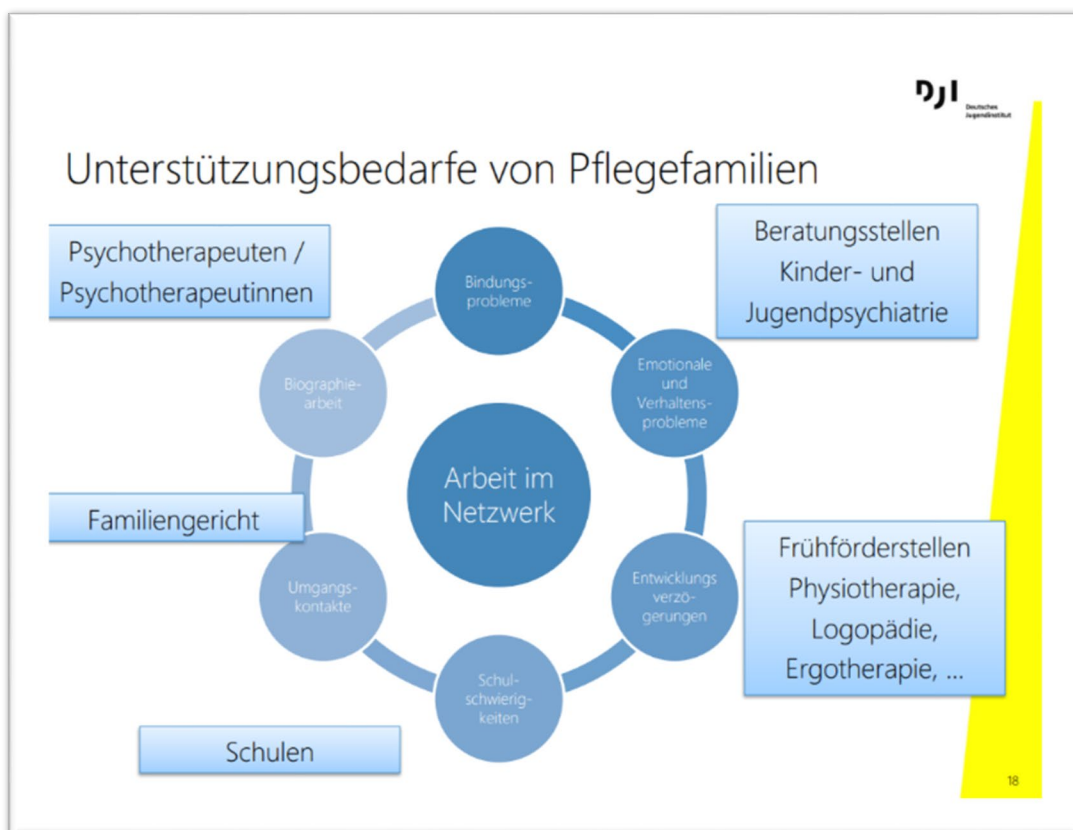 DJI
Deutsches
Jugendinstitut
Unterstützungsbedarfe von Pflegefamilien
Psychotherapeuten /
Psychotherapeutinnen
Bindungs-
probleme
Beratungsstellen
Kinder- und
Jugendpsychiatrie
Biographie-
arbeit
Emotionale
und
Verhaltens-
probleme
Arbeit im
Netzwerk
Familiengericht
Umgangs-
kontakte
Entwicklungs
verzö-
gerungen
Frühförderstellen
Physiotherapie,
Logopädie,
Ergotherapie, ...
Schul-
schwierig-
keiten
Schulen
18